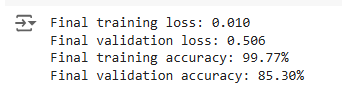 Final training loss: 0.010
Final validation loss: 0.506
Final training accuracy: 99.77%
Final validation accuracy: 85.30%